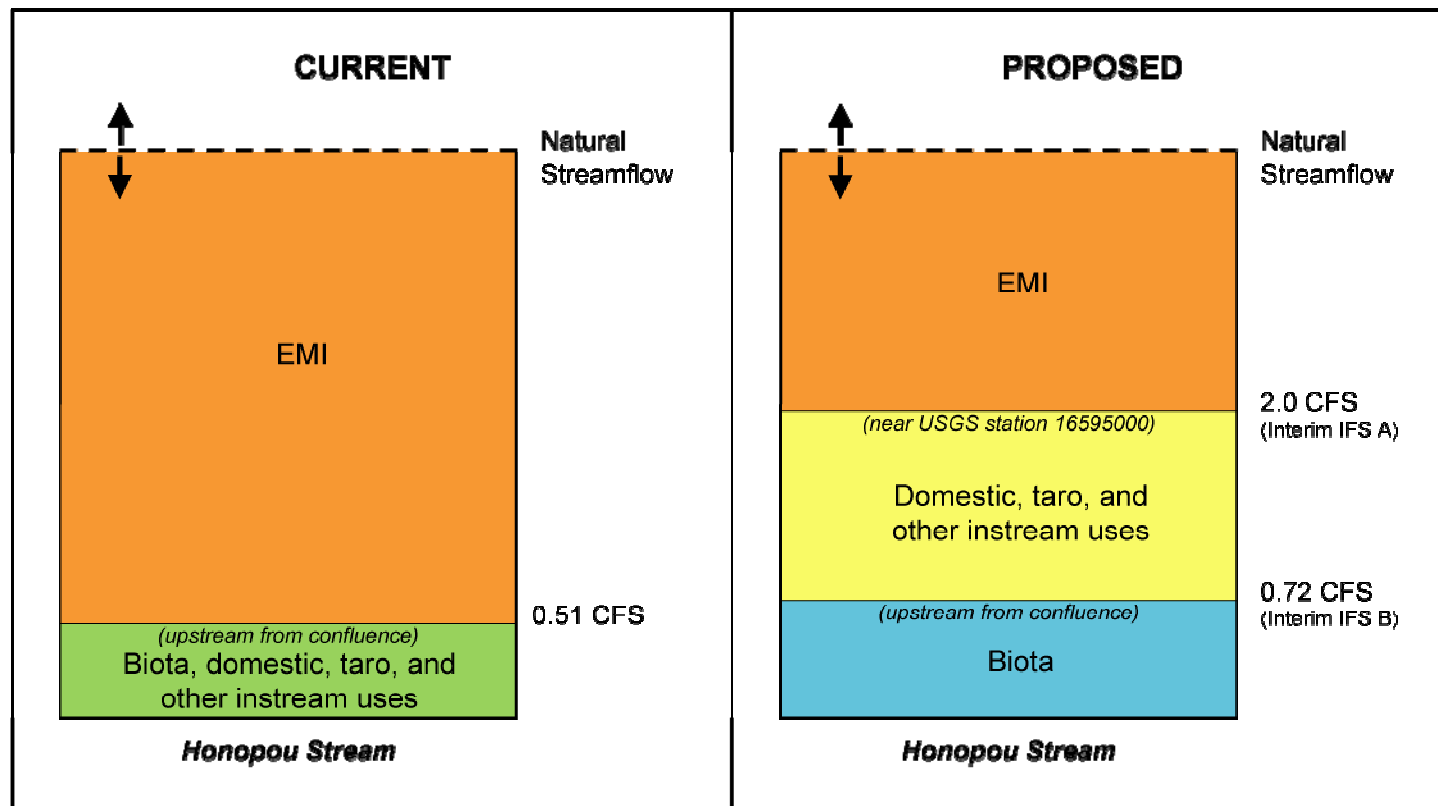 CURRENT
Natural
Streamflow
EMI
0.51 CFS
(upstream from confluence)
Biota, domestic, taro, and
other instream uses
Honopou Stream
PROPOSED
Natural
Streamflow
EMI
2.0 CFS
(Interim IFS A)
(near USGS station 16595000)
Domestic, taro, and
other instream uses
0.72 CFS
(Interim IFS B)
(upstream from confluence)
Biota
Honopou Stream